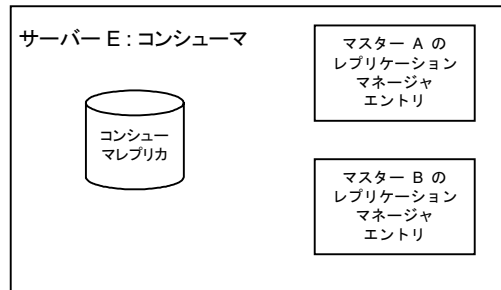 サーバー E : コンシューマ
コンシュー
マレプリカ
マスター A の
レプリケーション
マネージャ
エントリ
マスター B の
レプリケーション
マネージャ
エントリ